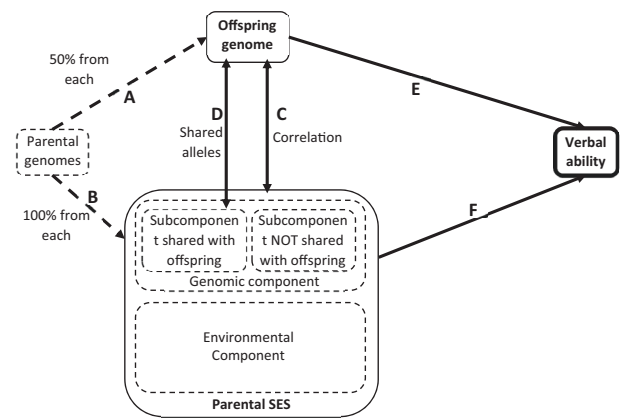 Offspring
genome
50% from
each
A
E
D
Shared
alleles
C
Correlation
Parental
genomes
Verbal
ability
B
100% from
each
F
Subcomponen
t shared with
offspring
Subcomponen
t NOT shared
with offspring
Genomic component
Environmental
Component
Parental SES